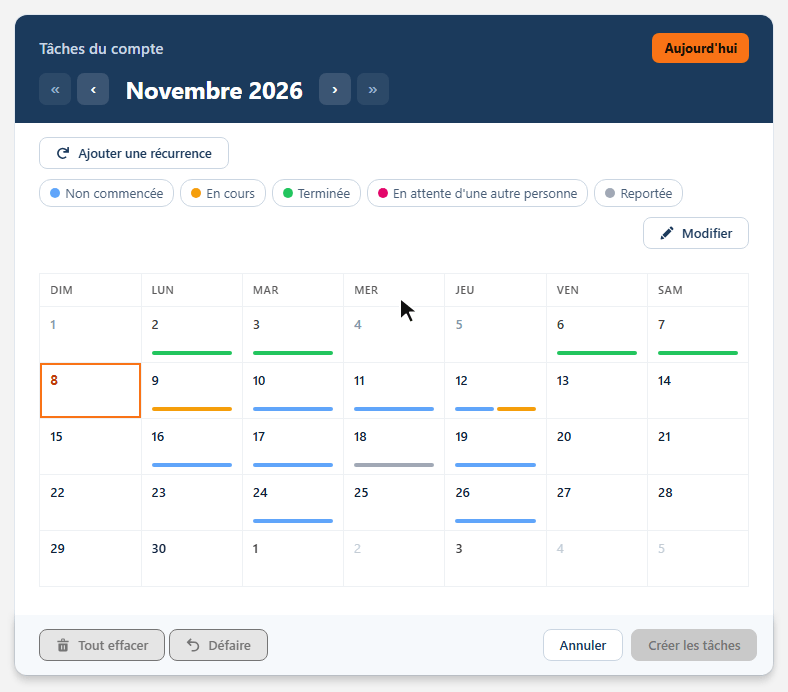 Tâches du compte
Aujourd'hui
« ‹ Novembre 2026 › »
Ajouter une récurrence
Non commencée En cours Terminée En attente d'une autre personne Reportée
Modifier
DIM LUN MAR MER JEU VEN SAM
1 2 3 4 5 6 7
8 9 10 11 12 13 14
15 16 17 18 19 20 21
22 23 24 25 26 27 28
29 30 1 2 3 4 5
Tout effacer Défaire Annuler Créer les tâches